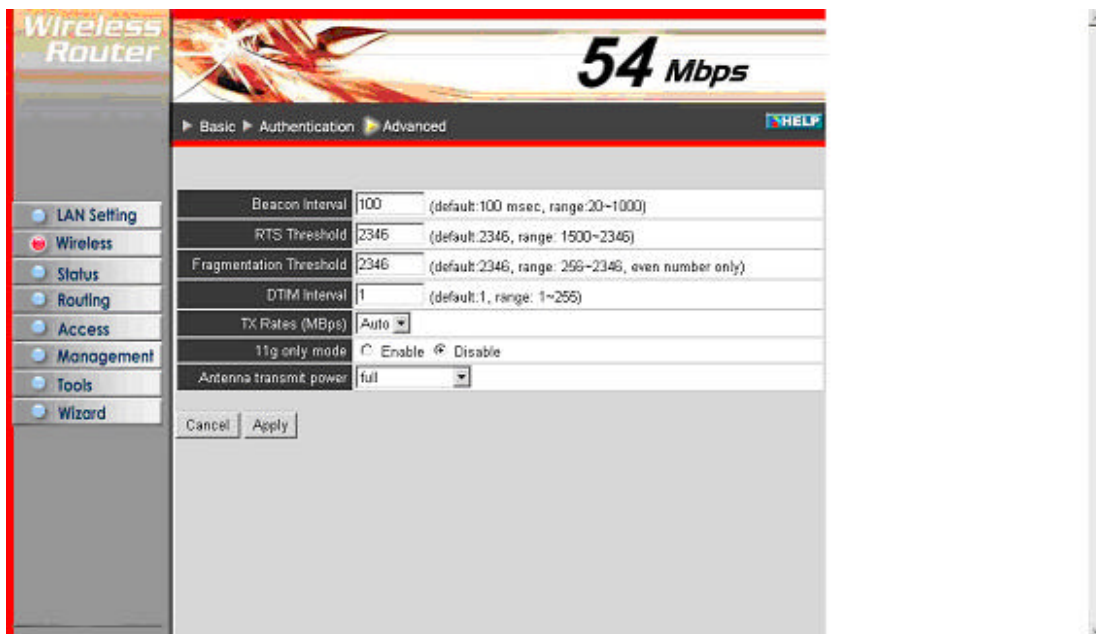 Wireless
Router
54 Mbps
Basic Authentication Advanced
HELP
LAN Setting
Wireless
Status
Routing
Access
Management
Tools
Wizard
Beacon Interval 100 (default:100 msec, range:20~1000)
RTS Threshold 2346 (default:2346, range: 1500~2346)
Fragmentation Threshold 2346 (default:2346, range: 256~2346, even number only)
DTIM Interval 1 (default:1, range: 1~255)
TX Rates (MBps) Auto
11g only mode Enable Disable
Antenna transmit power full
Cancel Apply